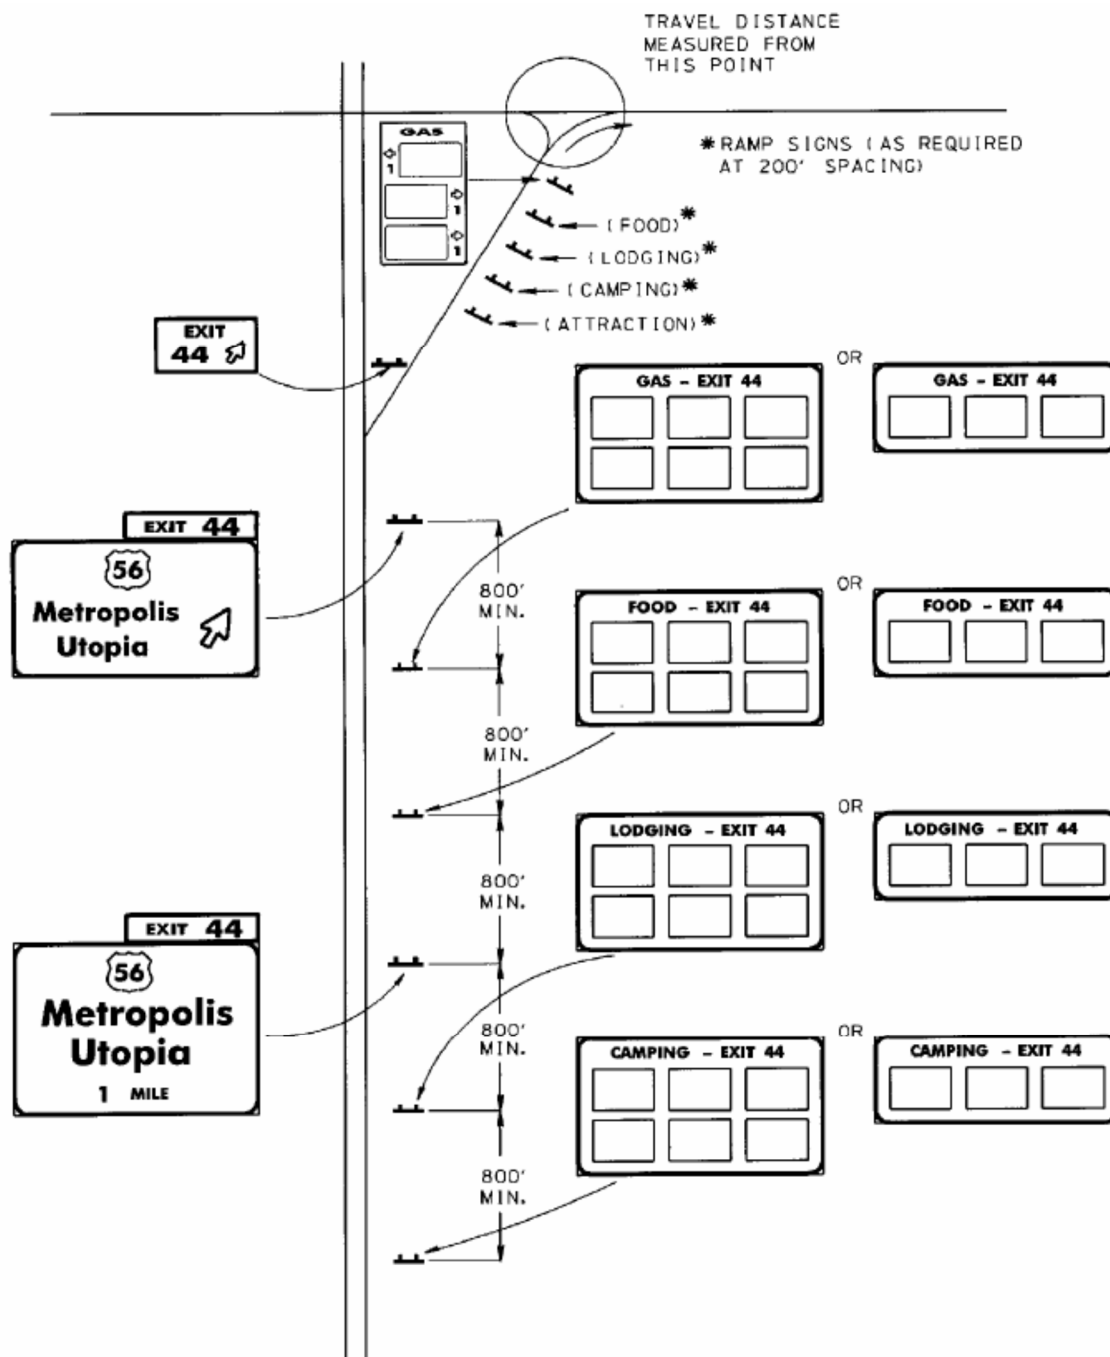 TRAVEL DISTANCE
MEASURED FROM
THIS POINT
GAS
1
1
1
*RAMP SIGNS (AS REQUIRED
AT 200' SPACING)
(FOOD)*
(LODGING)*
(CAMPING)*
(ATTRACTION)*
EXIT
44
OR
GAS - EXIT 44
GAS - EXIT 44
EXIT 44
56
Metropolis
Utopia
800'
MIN.
OR
FOOD - EXIT 44
FOOD - EXIT 44
800'
MIN.
OR
LODGING - EXIT 44
LODGING - EXIT 44
800'
MIN.
EXIT 44
56
Metropolis
Utopia
1 MILE
800'
MIN.
OR
CAMPING - EXIT 44
CAMPING - EXIT 44
800'
MIN.